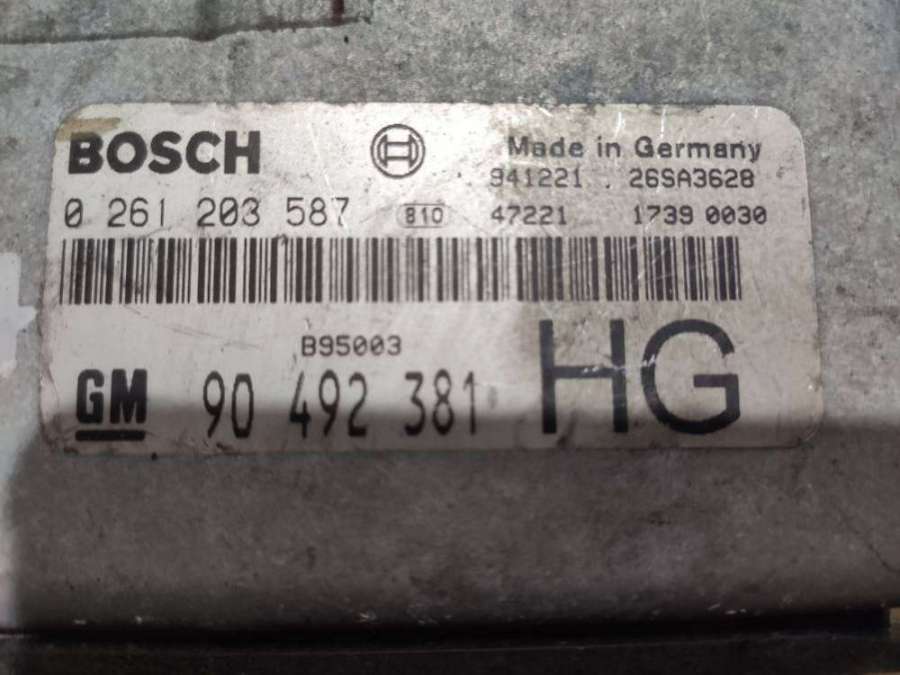 BOSCH
Made in Germany
941221 . 26SA3628
0 261 203 587 810 47221 1739 0030
B95003
GM 90 492 381 HG